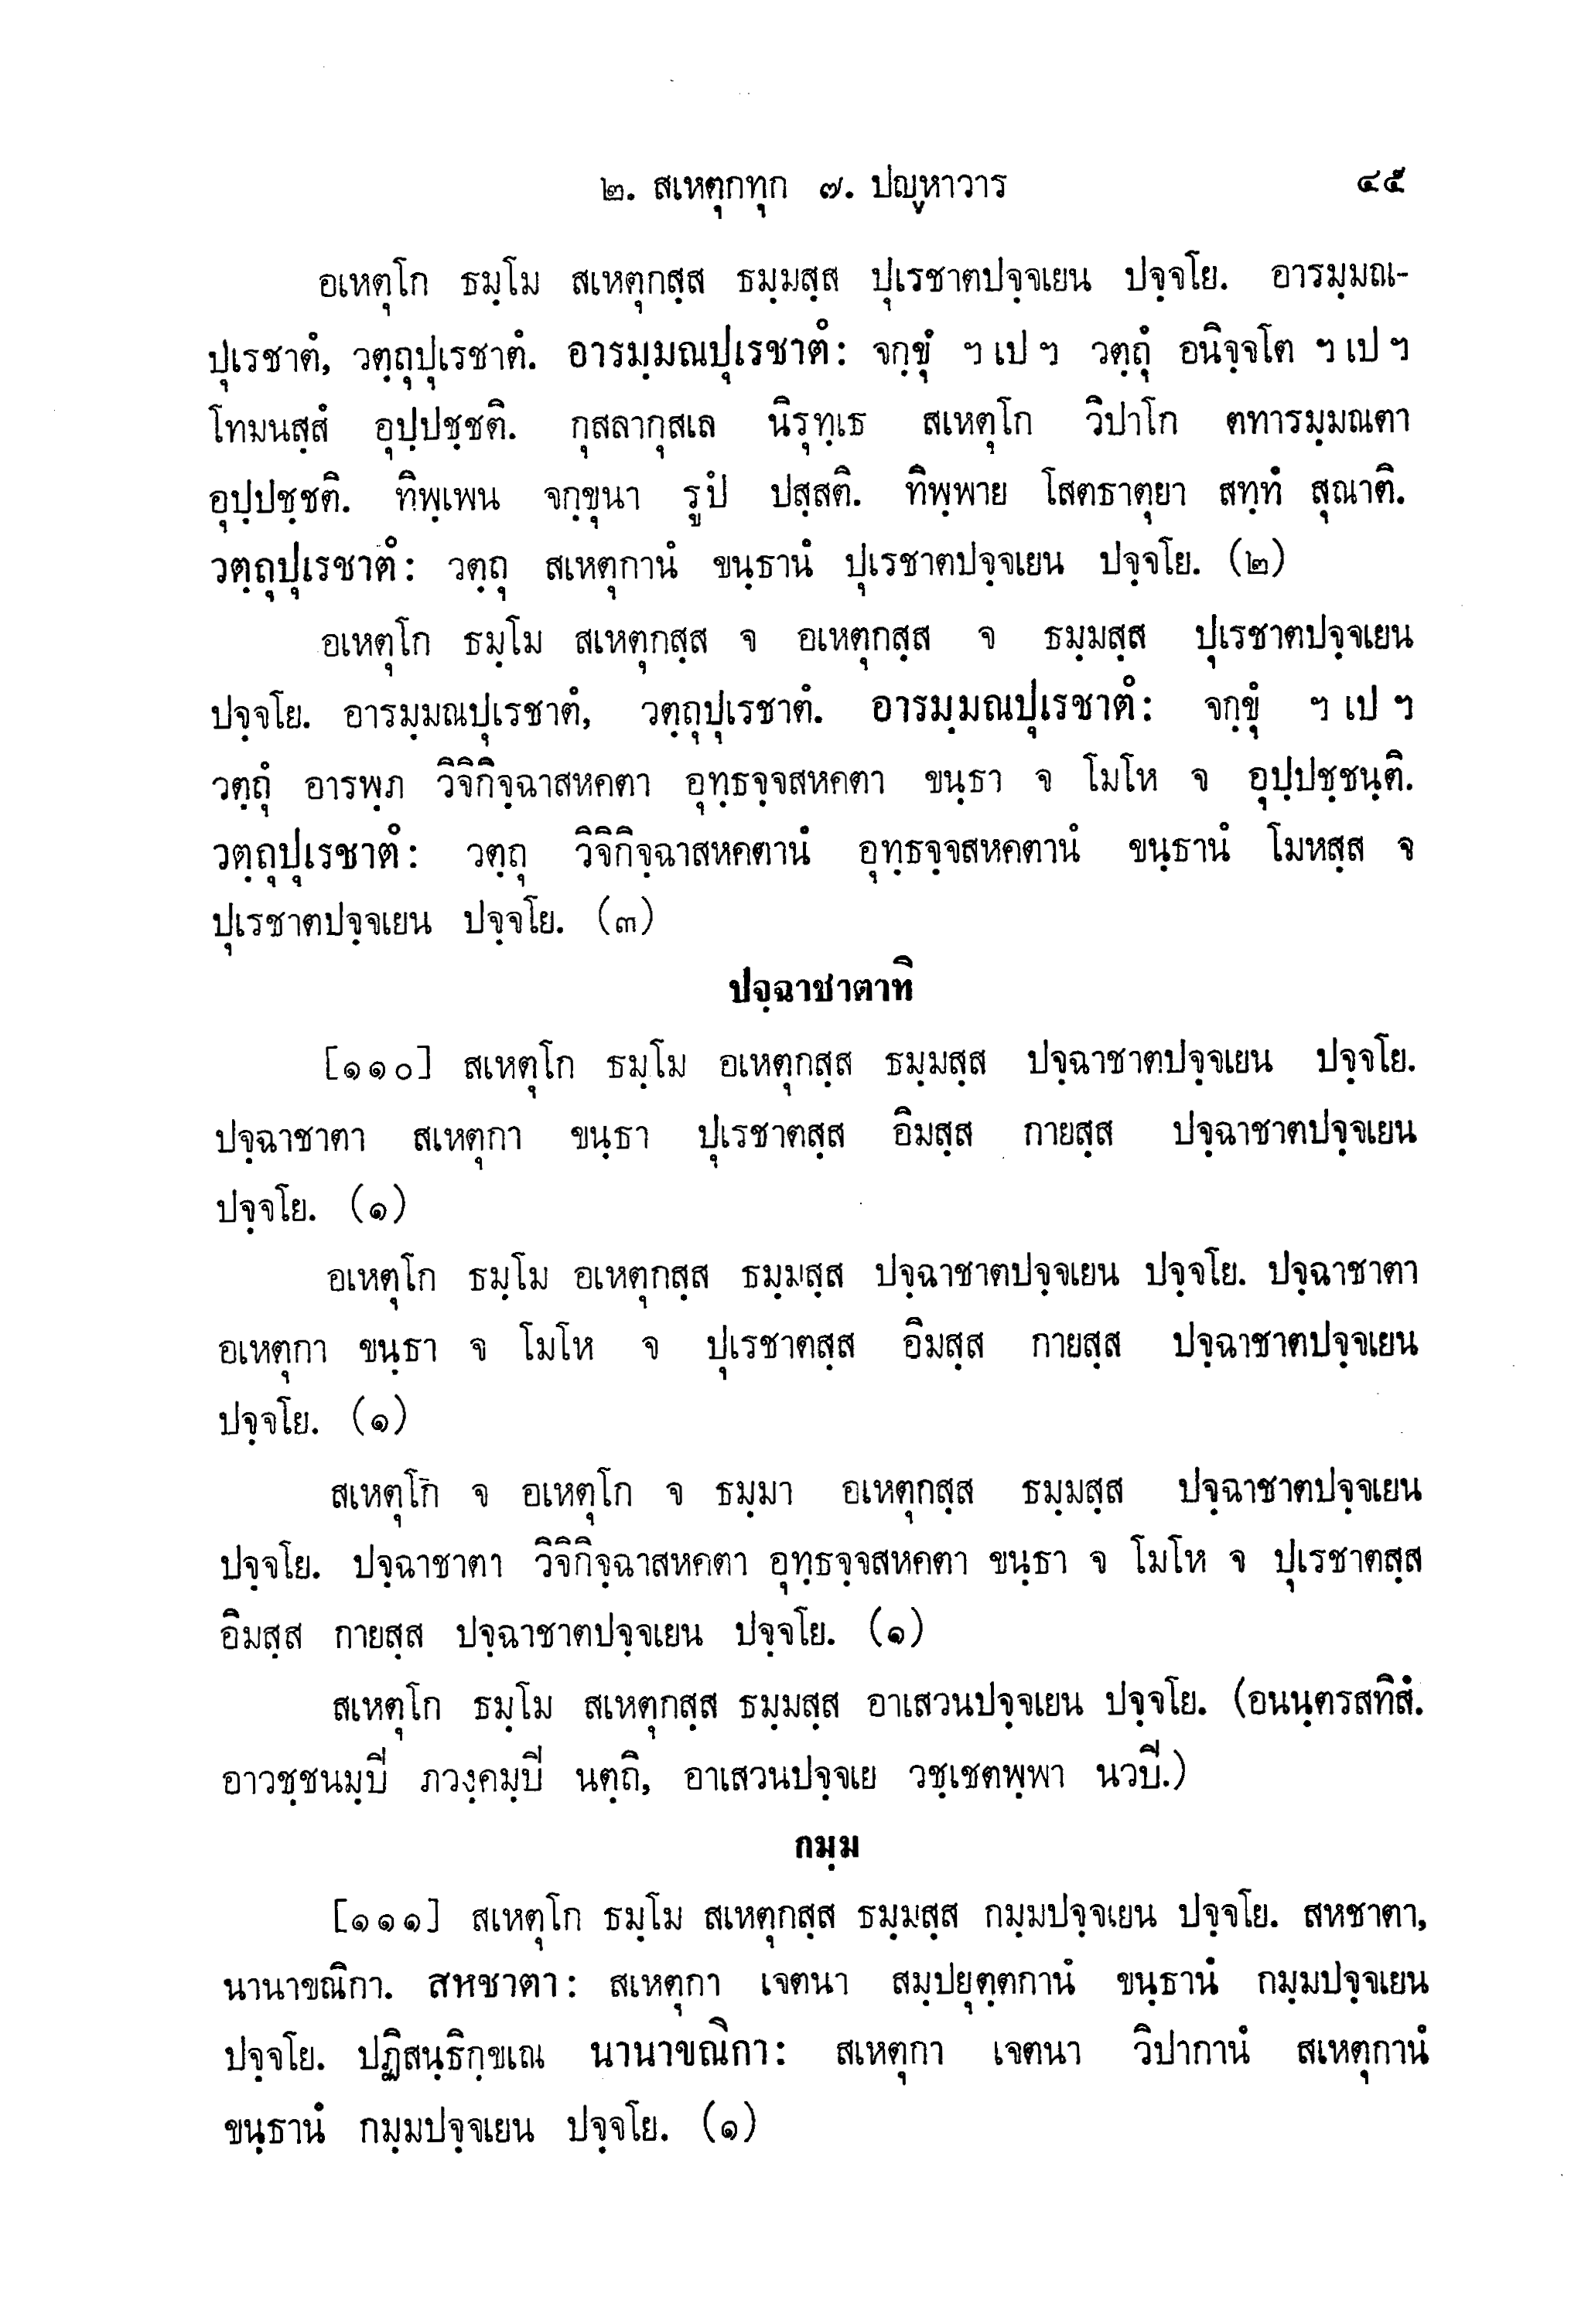 ๒. สเหตุกทุก ๗. ปญฺหาวาร ๔๕
อเหตุโก ธมฺโม สเหตุกสฺส ธมฺมสฺส ปุเรชาตปจฺจเยน ปจฺจโย. อารมฺมณ-
ปุเรชาตํ, วตฺถุปุเรชาตํ. อารมฺมณปุเรชาตํ: จกฺขุํ ฯ เป ฯ วตฺถุํ อนิจฺจโต ฯ เป ฯ
โทมนสฺสํ อุปฺปชฺชติ. กุสลากุสเล นิรุทฺเธ สเหตุโก วิปาโก ตทารมฺมณตา
อุปฺปชฺชติ. ทิพฺเพน จกฺขุนา รูปํ ปสฺสติ. ทิพฺพาย โสตธาตุยา สทฺทํ สุณาติ.
วตฺถุปุเรชาตํ: วตฺถุ สเหตุกานํ ขนฺธานํ ปุเรชาตปจฺจเยน ปจฺจโย. (๒)
อเหตุโก ธมฺโม สเหตุกสฺส จ อเหตุกสฺส จ ธมฺมสฺส ปุเรชาตปจฺจเยน
ปจฺจโย. อารมฺมณปุเรชาตํ, วตฺถุปุเรชาตํ. อารมฺมณปุเรชาตํ: จกฺขุํ ฯ เป ฯ
วตฺถุํ อารพฺภ วิจิกิจฺฉาสหคตา อุทฺธจฺจสหคตา ขนฺธา จ โมโห จ อุปฺปชฺชนฺติ.
วตฺถุปุเรชาตํ: วตฺถุ วิจิกิจฺฉาสหคตานํ อุทฺธจฺจสหคตานํ ขนฺธานํ โมหสฺส จ
ปุเรชาตปจฺจเยน ปจฺจโย. (๓)
ปจฺฉาชาตาทิ
[๑๑๐] สเหตุโก ธมฺโม อเหตุกสฺส ธมฺมสฺส ปจฺฉาชาตปจฺจเยน ปจฺจโย.
ปจฺฉาชาตา สเหตุกา ขนฺธา ปุเรชาตสฺส อิมสฺส กายสฺส ปจฺฉาชาตปจฺจเยน
ปจฺจโย. (๑)
อเหตุโก ธมฺโม อเหตุกสฺส ธมฺมสฺส ปจฺฉาชาตปจฺจเยน ปจฺจโย. ปจฺฉาชาตา
อเหตุกา ขนฺธา จ โมโห จ ปุเรชาตสฺส อิมสฺส กายสฺส ปจฺฉาชาตปจฺจเยน
ปจฺจโย. (๑)
สเหตุโก จ อเหตุโก จ ธมฺมา อเหตุกสฺส ธมฺมสฺส ปจฺฉาชาตปจฺจเยน
ปจฺจโย. ปจฺฉาชาตา วิจิกิจฺฉาสหคตา อุทฺธจฺจสหคตา ขนฺธา จ โมโห จ ปุเรชาตสฺส
อิมสฺส กายสฺส ปจฺฉาชาตปจฺจเยน ปจฺจโย. (๑)
สเหตุโก ธมฺโม สเหตุกสฺส ธมฺมสฺส อาเสวนปจฺจเยน ปจฺจโย. (อนนฺตรสทิสํ.
อาวชฺชนมฺปิ ภวงฺคมฺปิ นตฺถิ, อาเสวนปจฺจเย วชฺเชตพฺพา นวปิ.)
กมฺม
[๑๑๑] สเหตุโก ธมฺโม สเหตุกสฺส ธมฺมสฺส กมฺมปจฺจเยน ปจฺจโย. สหชาตา,
นานาขณิกา. สหชาตา: สเหตุกา เจตนา สมฺปยุตฺตกานํ ขนฺธานํ กมฺมปจฺจเยน
ปจฺจโย. ปฏิสนฺธิกฺขเณ นานาขณิกา: สเหตุกา เจตนา วิปากานํ สเหตุกานํ
ขนฺธานํ กมฺมปจฺจเยน ปจฺจโย. (๑)